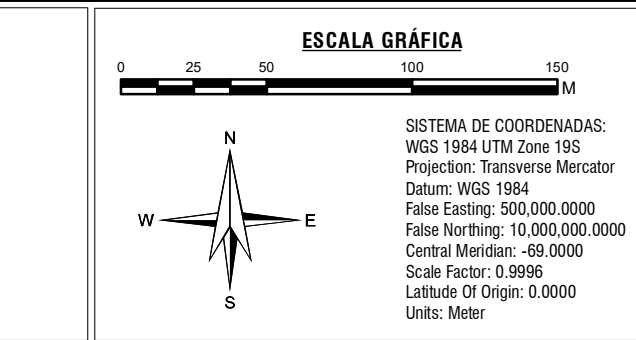 ESCALA GRÁFICA
0 25 50 100 150
M
N
W E
S
SISTEMA DE COORDENADAS:
WGS 1984 UTM Zone 19S
Projection: Transverse Mercator
Datum: WGS 1984
False Easting: 500,000.0000
False Northing: 10,000,000.0000
Central Meridian: -69.0000
Scale Factor: 0.9996
Latitude Of Origin: 0.0000
Units: Meter